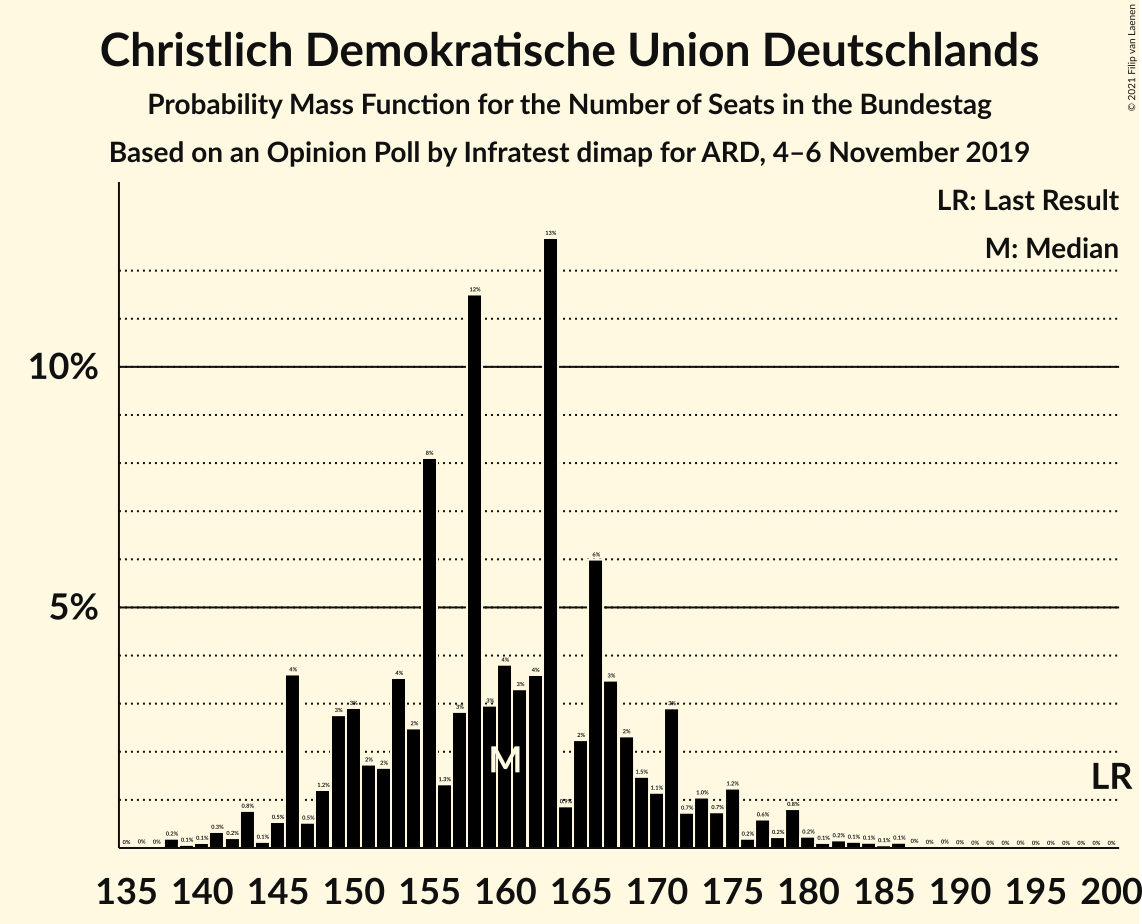 Christlich Demokratische Union Deutschlands
Probability Mass Function for the Number of Seats in the Bundestag
Based on an Opinion Poll by Infratest dimap for ARD, 4–6 November 2019
© 2021 Filip van Laenen
LR: Last Result
M: Median
10%
5%
0% 0% 0% 0.2% 0.1% 0.1% 0.3% 0.2% 0.8% 0.1% 0.5% 4% 0.5% 1.2% 3% 3% 2% 2% 4% 2% 8% 1.3% 3% 12% 3% 4% 3% 4% 13% 0.9% 2% 6% 3% 2% 1.5% 1.1% 3% 0.7% 1.0% 0.7% 1.2% 0.2% 0.6% 0.2% 0.8% 0.2% 0.1% 0.2% 0.1% 0.1% 0.1% 0.1% 0% 0% 0% 0% 0% 0% 0% 0% 0% 0% 0% 0% 0% 0%
M
LR
135 140 145 150 155 160 165 170 175 180 185 190 195 200